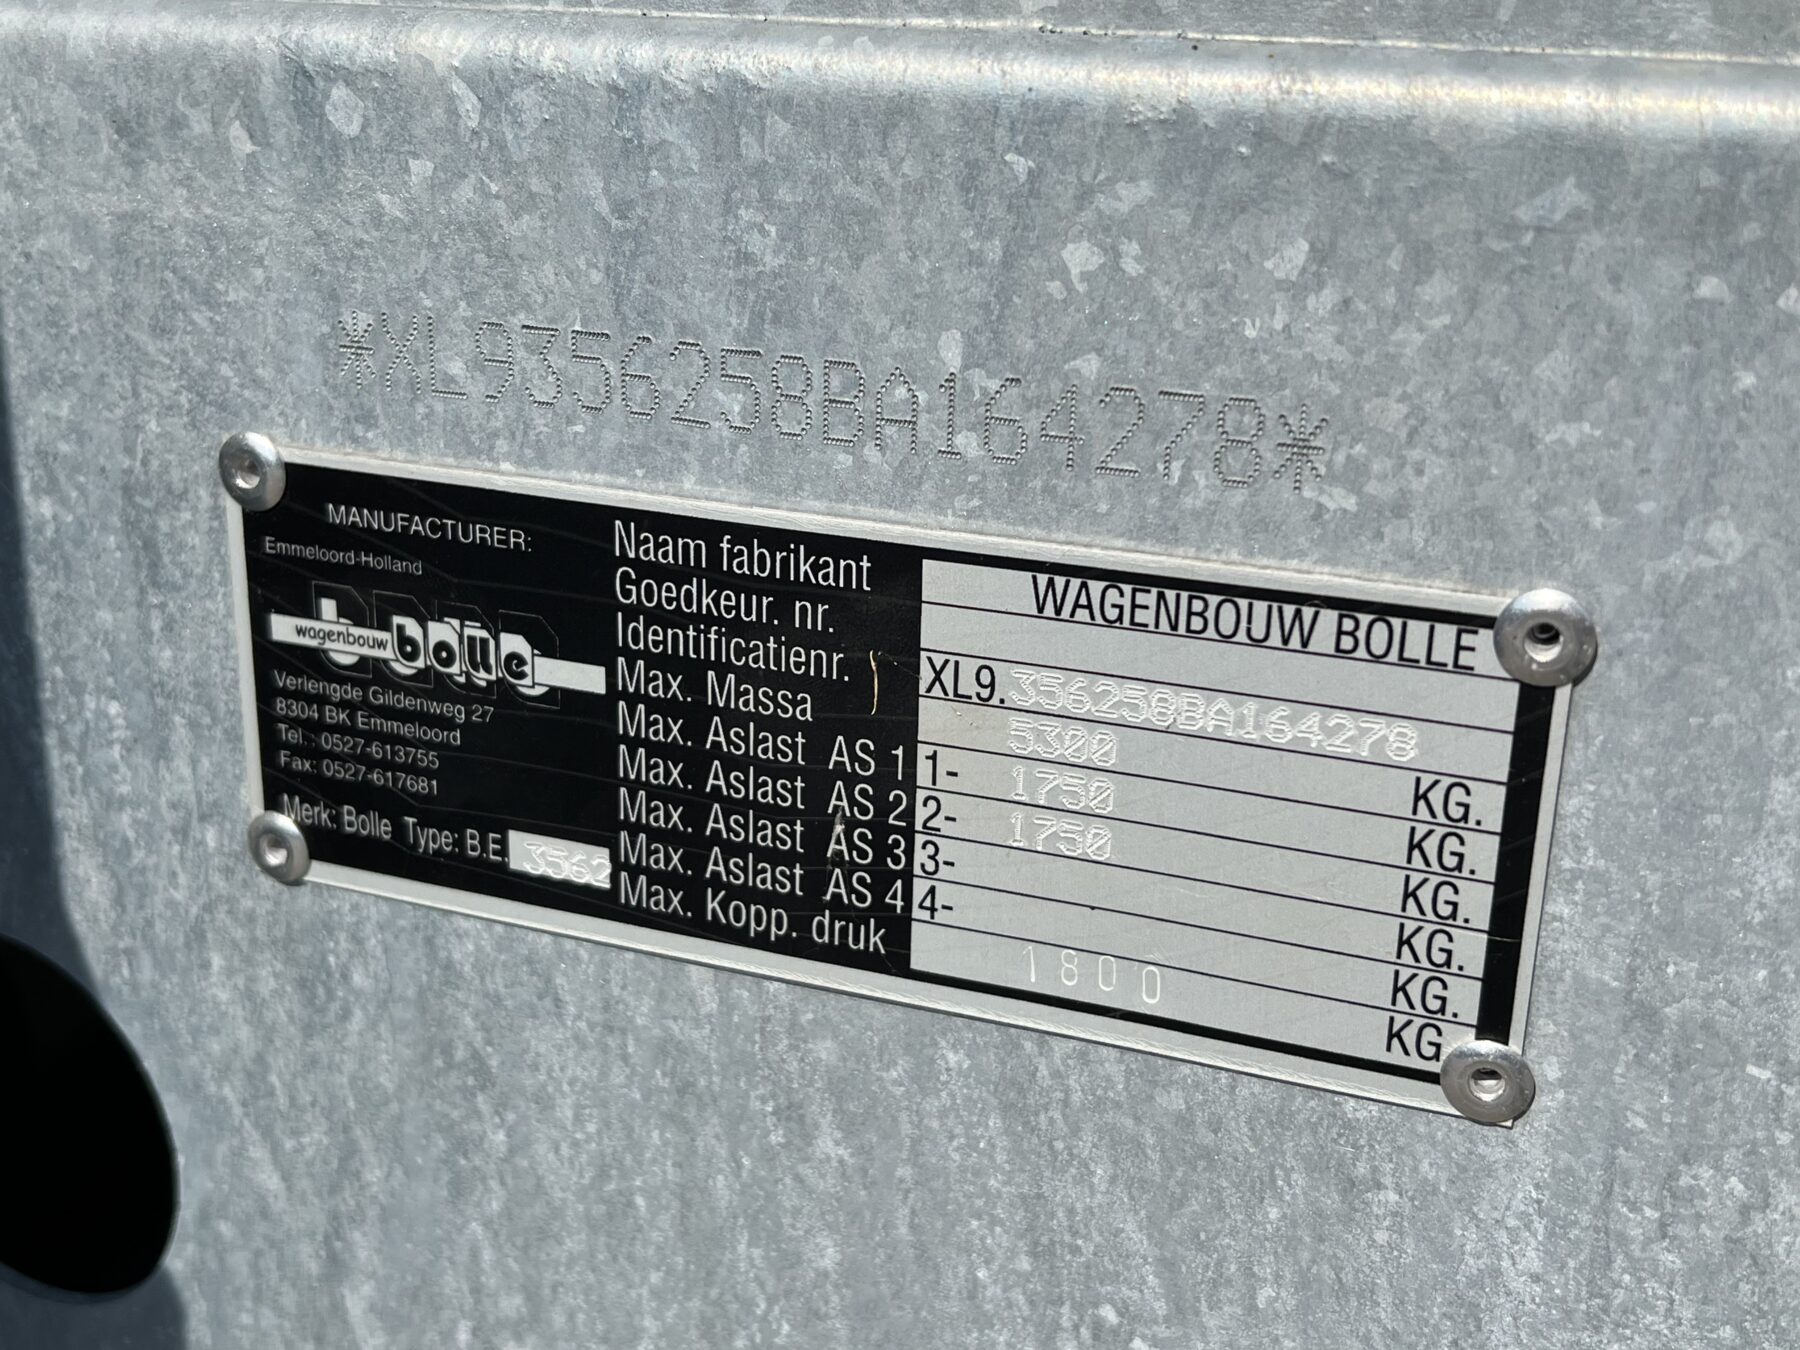 *XL9356258BA164278*
MANUFACTURER:
Emmeloord-Holland
wagenbouw bolle
Verlengde Gildenweg 27
8304 BK Emmeloord
Tel.: 0527-613755
Fax: 0527-617681
Merk: Bolle Type: B.E. 3562
Naam fabrikant WAGENBOUW BOLLE
Goedkeur. nr.
Identificatienr. XL9.356258BA164278
Max. Massa 5300 KG.
Max. Aslast AS 1 1- 1750 KG.
Max. Aslast AS 2 2- 1750 KG.
Max. Aslast AS 3 3- KG.
Max. Aslast AS 4 4- KG.
Max. Kopp. druk 1800 KG